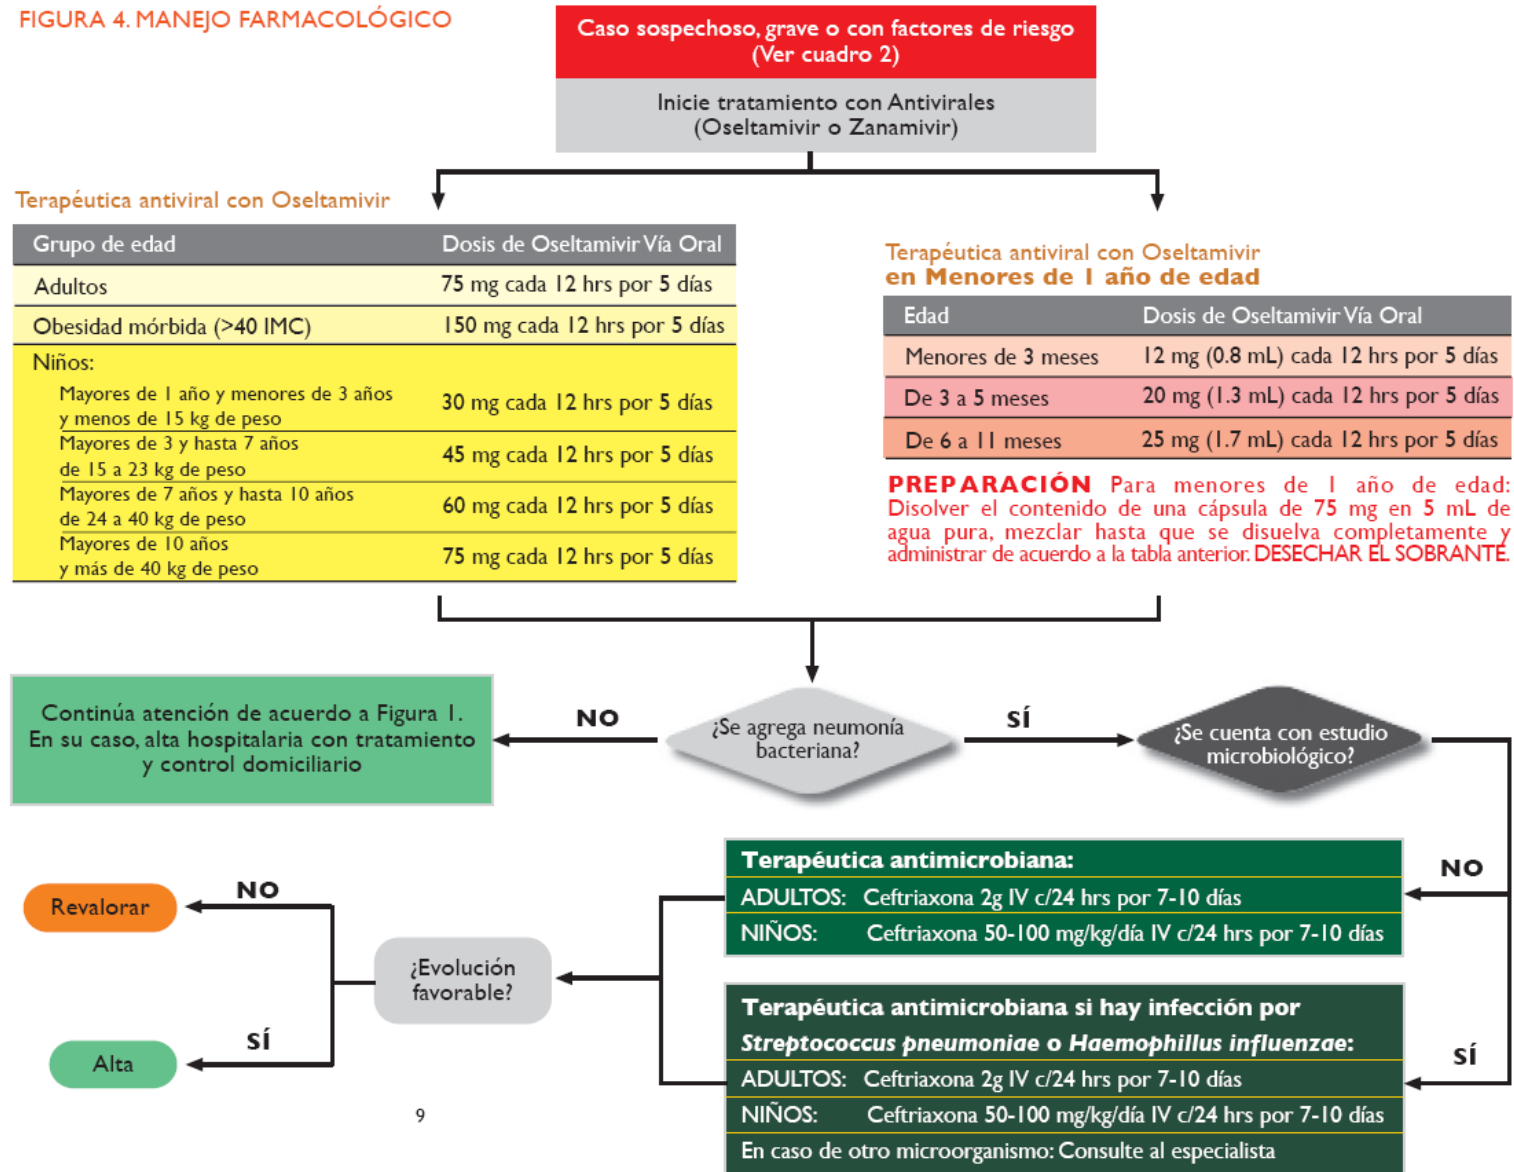 FIGURA 4. MANEJO FARMACOLÓGICO
Caso sospechoso, grave o con factores de riesgo
(Ver cuadro 2)
Inicie tratamiento con Antivirales
(Oseltamivir o Zanamivir)
Terapéutica antiviral con Oseltamivir
Grupo de edad Dosis de Oseltamivir Vía Oral
Adultos 75 mg cada 12 hrs por 5 días
Obesidad mórbida (>40 IMC) 150 mg cada 12 hrs por 5 días
Niños:
Mayores de 1 año y menores de 3 años
y menos de 15 kg de peso
30 mg cada 12 hrs por 5 días
Mayores de 3 y hasta 7 años
de 15 a 23 kg de peso
45 mg cada 12 hrs por 5 días
Mayores de 7 años y hasta 10 años
de 24 a 40 kg de peso
60 mg cada 12 hrs por 5 días
Mayores de 10 años
y más de 40 kg de peso
75 mg cada 12 hrs por 5 días
Terapéutica antiviral con Oseltamivir
en Menores de 1 año de edad
Edad Dosis de Oseltamivir Vía Oral
Menores de 3 meses 12 mg (0.8 mL) cada 12 hrs por 5 días
De 3 a 5 meses 20 mg (1.3 mL) cada 12 hrs por 5 días
De 6 a 11 meses 25 mg (1.7 mL) cada 12 hrs por 5 días
PREPARACIÓN Para menores de 1 año de edad:
Disolver el contenido de una cápsula de 75 mg en 5 mL de
agua pura, mezclar hasta que se disuelva completamente y
administrar de acuerdo a la tabla anterior. DESECHAR EL SOBRANTE.
Continúa atención de acuerdo a Figura 1.
En su caso, alta hospitalaria con tratamiento
y control domiciliario
NO
¿Se agrega neumonía
bacteriana?
SÍ
¿Se cuenta con estudio
microbiológico?
Terapéutica antimicrobiana:
ADULTOS: Ceftriaxona 2g IV c/24 hrs por 7-10 días
NIÑOS: Ceftriaxona 50-100 mg/kg/día IV c/24 hrs por 7-10 días
NO
Terapéutica antimicrobiana si hay infección por
Streptococcus pneumoniae o Haemophillus influenzae:
ADULTOS: Ceftriaxona 2g IV c/24 hrs por 7-10 días
NIÑOS: Ceftriaxona 50-100 mg/kg/día IV c/24 hrs por 7-10 días
En caso de otro microorganismo: Consulte al especialista
SÍ
¿Evolución
favorable?
NO
Revalorar
SÍ
Alta
9